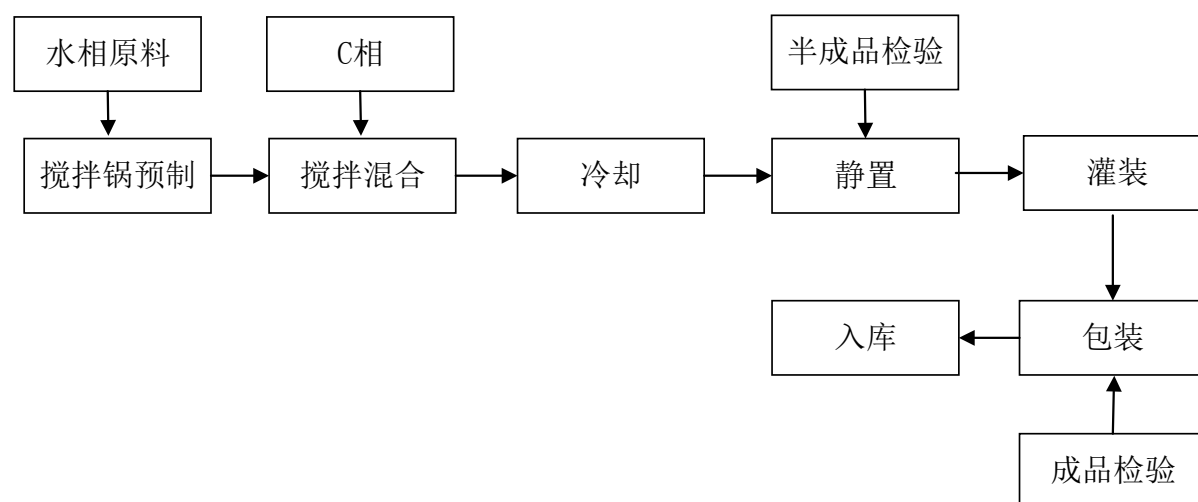 水相原料
C相
半成品检验
搅拌锅预制
搅拌混合
冷却
静置
灌装
入库
包装
成品检验